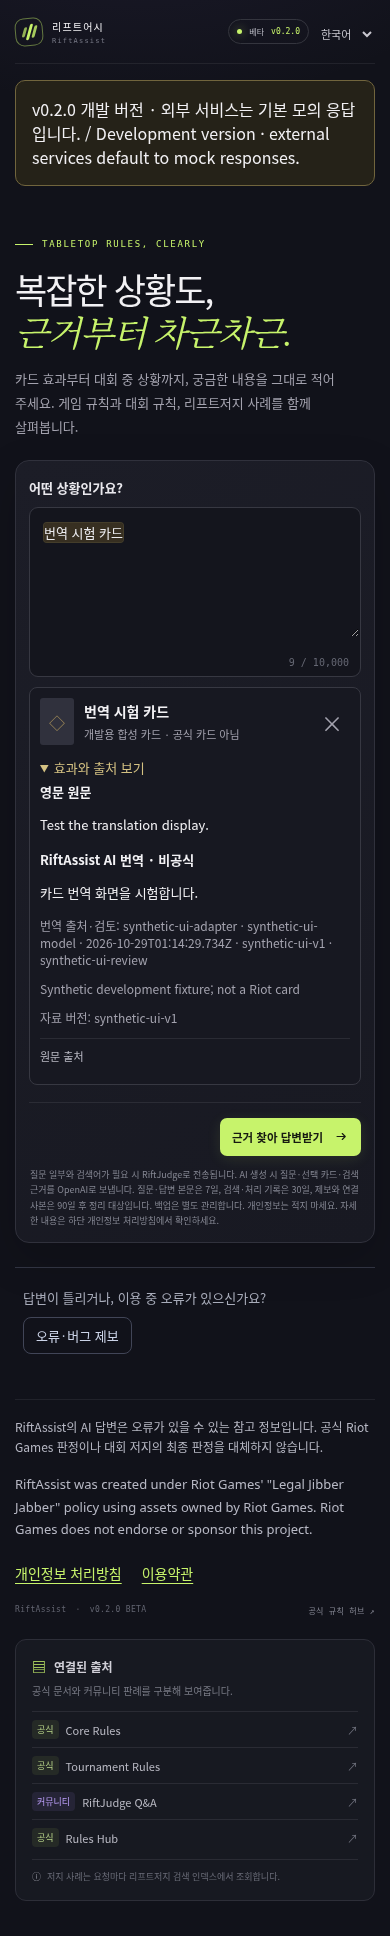 리프트어시
RiftAssist
베타 v0.2.0
한국어
v0.2.0 개발 버전 · 외부 서비스는 기본 모의 응답
입니다. / Development version · external
services default to mock responses.
TABLETOP RULES, CLEARLY
복잡한 상황도,
근거부터 차근차근.
카드 효과부터 대회 중 상황까지, 궁금한 내용을 그대로 적어
주세요. 게임 규칙과 대회 규칙, 리프트저지 사례를 함께
살펴봅니다.
어떤 상황인가요?
번역 시험 카드
9 / 10,000
번역 시험 카드
개발용 합성 카드 · 공식 카드 아님
▼ 효과와 출처 보기
영문 원문
Test the translation display.
RiftAssist AI 번역 · 비공식
카드 번역 화면을 시험합니다.
번역 출처·검토: synthetic-ui-adapter · synthetic-ui-
model · 2026-10-29T01:14:29.734Z · synthetic-ui-v1 ·
synthetic-ui-review
Synthetic development fixture; not a Riot card
자료 버전: synthetic-ui-v1
원문 출처
근거 찾아 답변받기 →
질문 일부와 검색어가 필요 시 RiftJudge로 전송됩니다. AI 생성 시 질문·선택 카드·검색
근거를 OpenAI로 보냅니다. 질문·답변 본문은 7일, 검색·처리 기록은 30일, 제보와 연결
사본은 90일 후 정리 대상입니다. 백업은 별도 관리합니다. 개인정보는 적지 마세요. 자세
한 내용은 하단 개인정보 처리방침에서 확인하세요.
답변이 틀리거나, 이용 중 오류가 있으신가요?
오류·버그 제보
RiftAssist의 AI 답변은 오류가 있을 수 있는 참고 정보입니다. 공식 Riot
Games 판정이나 대회 저지의 최종 판정을 대체하지 않습니다.
RiftAssist was created under Riot Games' "Legal Jibber
Jabber" policy using assets owned by Riot Games. Riot
Games does not endorse or sponsor this project.
개인정보 처리방침 이용약관
RiftAssist · v0.2.0 BETA
공식 규칙 허브 ↗
연결된 출처
공식 문서와 커뮤니티 판례를 구분해 보여줍니다.
공식 Core Rules ↗
공식 Tournament Rules ↗
커뮤니티 RiftJudge Q&A ↗
공식 Rules Hub ↗
저지 사례는 요청마다 리프트저지 검색 인덱스에서 조회합니다.